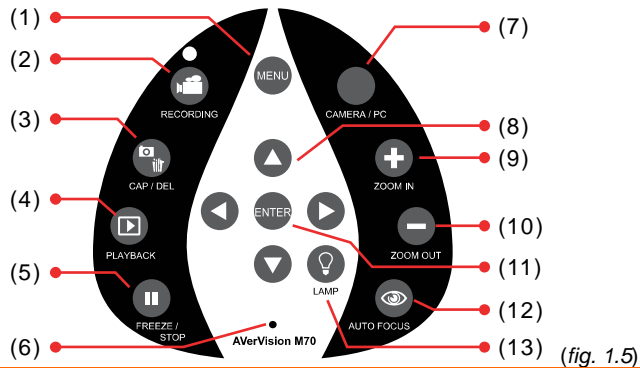 (1)
(2)
(3)
(4)
(5)
(6)
RECORDING
CAP / DEL
PLAYBACK
FREEZE /
STOP
MENU
ENTER
LAMP
AVerVision M70
CAMERA / PC
ZOOM IN
ZOOM OUT
AUTO FOCUS
(7)
(8)
(9)
(10)
(11)
(12)
(13)
(fig. 1.5)